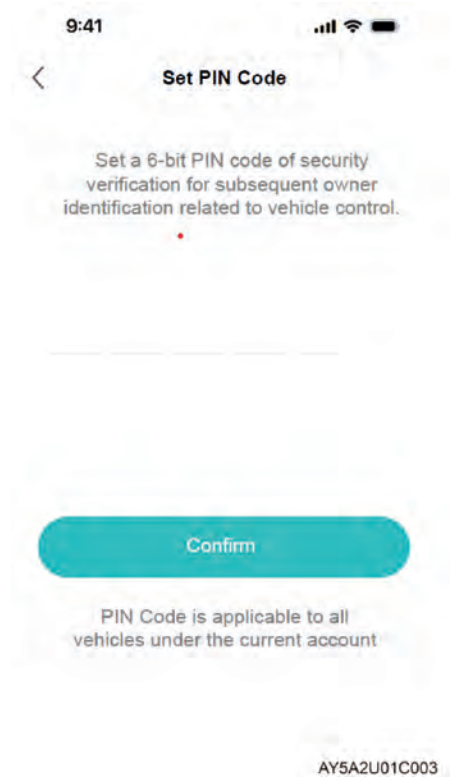 9:41
Set PIN Code
Set a 6-bit PIN code of security
verification for subsequent owner
identification related to vehicle control.
Confirm
PIN Code is applicable to all
vehicles under the current account
AY5A2U01C003